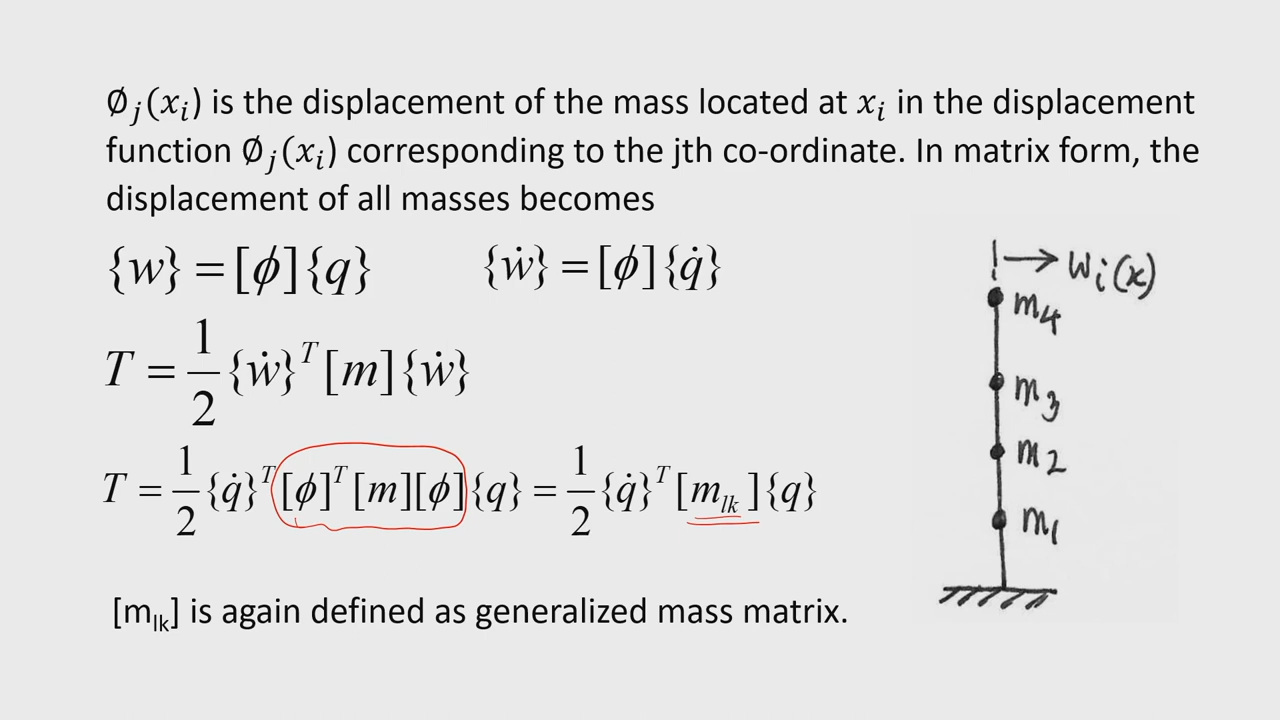 ∅j(xi) is the displacement of the mass located at xi in the displacement
function ∅j(xi) corresponding to the jth co-ordinate. In matrix form, the
displacement of all masses becomes
{w} = [ϕ]{q} {ẇ} = [ϕ]{q̇}
T = 1/2 {ẇ}^T [m]{ẇ}
T = 1/2 {q̇}^T [ϕ]^T [m][ϕ]{q} = 1/2 {q̇}^T [m_lk]{q}
[m_lk] is again defined as generalized mass matrix.
wi(x)
m4
m3
m2
m1